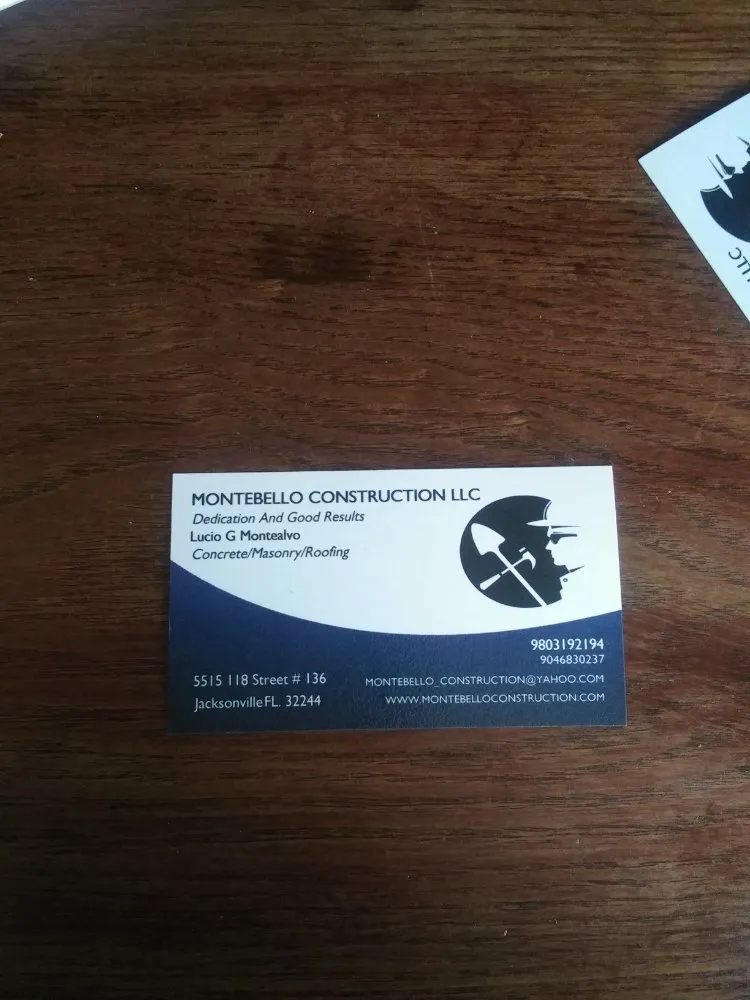 MONTEBELLO CONSTRUCTION LLC
Dedication And Good Results
Lucio G Montealvo
Concrete/Masonry/Roofing
9803192194
9046830237
5515 118 Street # 136
MONTEBELLO_CONSTRUCTION@YAHOO.COM
Jacksonville FL. 32244
WWW.MONTEBELLOCONSTRUCTION.COM